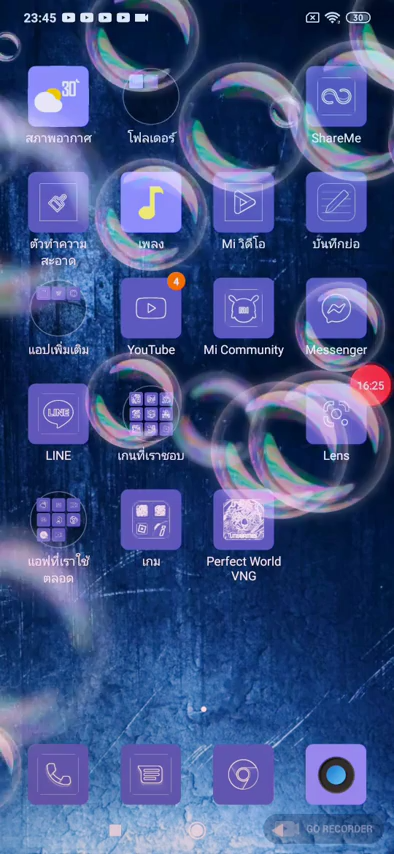 23:45
30
30°
สภาพอากาศ
โฟลเดอร์
ShareMe
ตัวทำความ
สะอาด
เพลง
Mi วิดีโอ
บันทึกย่อ
แอปเพิ่มเติม
4
YouTube
Mi Community
Messenger
16:25
LINE
LINE
เกมที่เราชอบ
Lens
แอฟที่เราใช้
ตลอด
เกม
Perfect World
VNG
GO RECORDER